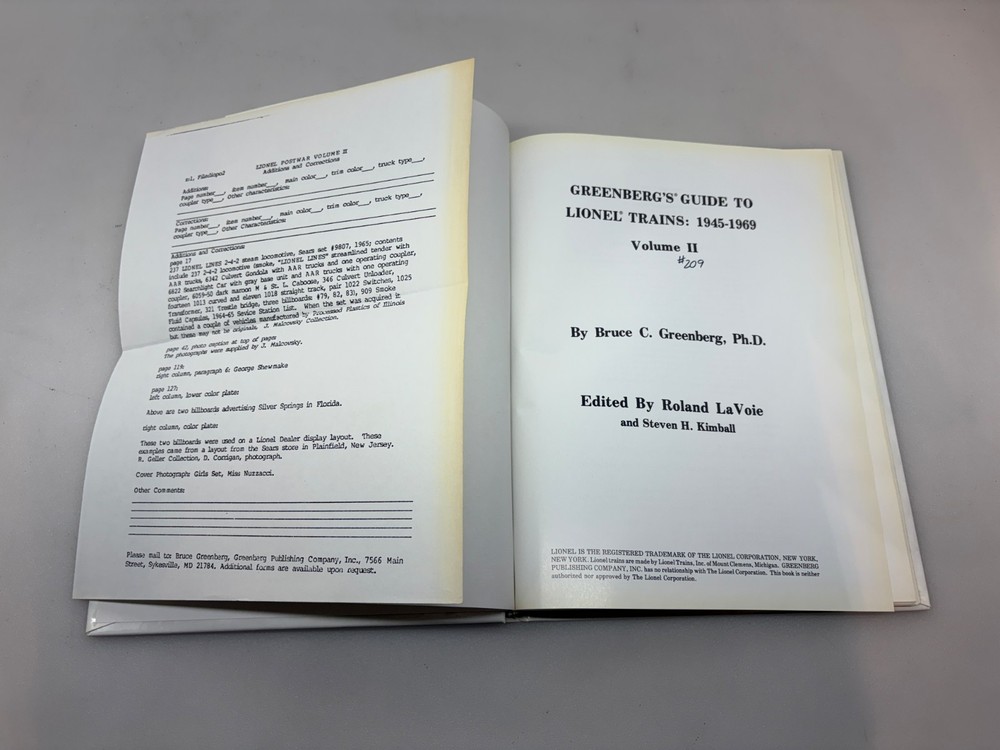 LIONEL POSTWAR VOLUME II
Additions and Corrections
Additions:
Page number___, item number___, main color___, trim color___, truck type___,
coupler type___, Other characteristics:
Corrections:
Page number___, item number___, main color___, trim color___, truck type___,
coupler type___, Other Characteristics:
Additions and Corrections:
page 17
237 LIONEL LINES 2-4-2 steam locomotive, Sears set #9807, 1965; contents
include 237 2-4-2 locomotive (smoke, "LIONEL LINES" streamlined tender with
AAR trucks, 6342 Culvert Gondola with AAR trucks and one operating coupler,
6822 Searchlight Car with gray base unit and AAR trucks with one operating
coupler, 6059-50 dark maroon M & St. L. Caboose, 346 Culvert Unloader,
fourteen 1013 curved and eleven 1018 straight track, pair 1022 Switches, 1025
Transformer, 321 Trestle bridge, three billboards: #79, 82, 831, 909 Smoke
Fluid Capsules, 1964-65 Sevice Station List. When the set was acquired it
contained a couple of vehicles manufactured by Processed Plastics of Illinois
but these may not be originals. J. Malcovsky Collection.
page 62, photo caption at top of page:
The photographs were supplied by J. Malcovsky.
page 119:
right column, paragraph 6: George Shewmake
page 127:
left column, lower color plate:
Above are two billboards advertising Silver Springs in Florida.
right column, color plate:
These two billboards were used on a Lionel Dealer display layout. These
examples came from a layout from the Sears store in Plainfield, New Jersey.
R. Geller Collection, D. Corrigan, photograph.
Cover Photograph: Girls Set, Miss Nuzzacci.
Other Comments:
Please mail to: Bruce Greenberg, Greenberg Publishing Company, Inc., 7566 Main
Street, Sykesville, MD 21784. Additional forms are available upon request.
GREENBERG'S® GUIDE TO
LIONEL® TRAINS: 1945-1969
Volume II
#209
By Bruce C. Greenberg, Ph.D.
Edited By Roland LaVoie
and Steven H. Kimball
LIONEL IS THE REGISTERED TRADEMARK OF THE LIONEL CORPORATION, NEW YORK,
NEW YORK. Lionel trains are made by Lionel Trains, Inc. of Mount Clemens, Michigan. GREENBERG
PUBLISHING COMPANY, INC. has no relationship with The Lionel Corporation. This book is neither
authorized nor approved by The Lionel Corporation.